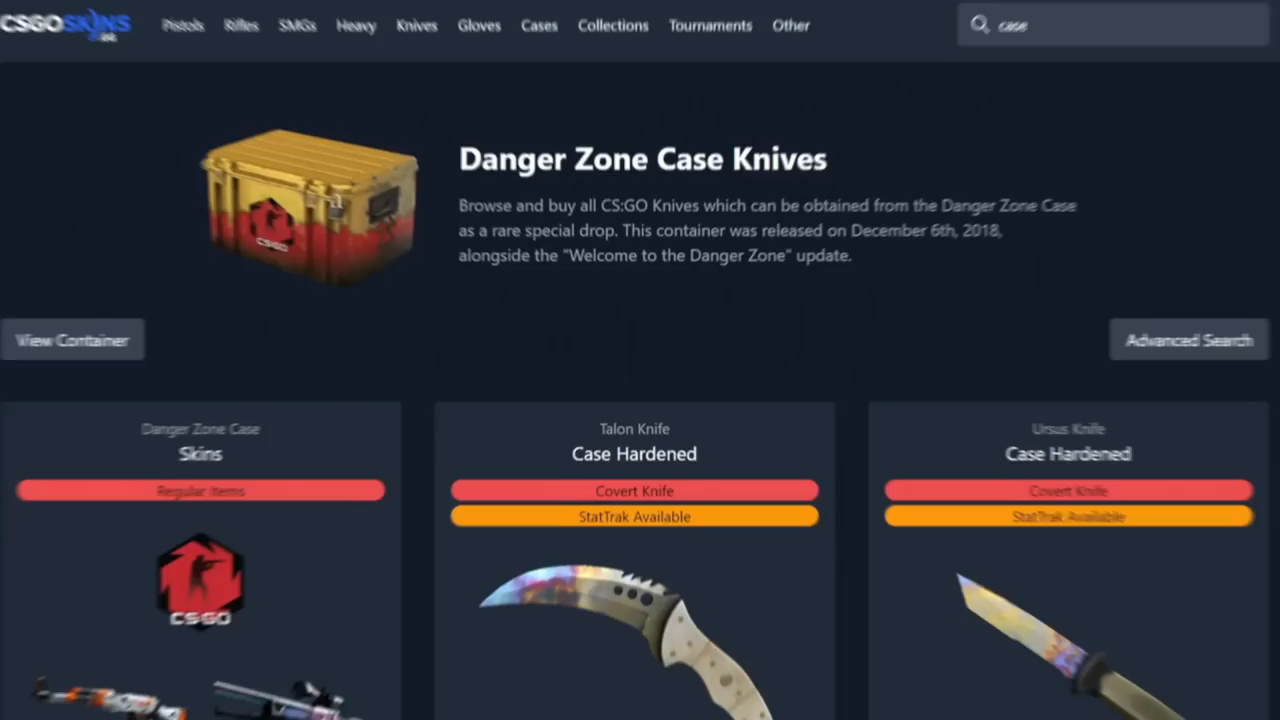 CSGOSKINS
Pistols Rifles SMGs Heavy Knives Gloves Cases Collections Tournaments Other
case
Danger Zone Case Knives
Browse and buy all CS:GO Knives which can be obtained from the Danger Zone Case
as a rare special drop. This container was released on December 6th, 2018,
alongside the "Welcome to the Danger Zone" update.
CSGO
View Container
Advanced Search
Danger Zone Case
Skins
Regular Items
CSGO
Talon Knife
Case Hardened
Covert Knife
StatTrak Available
Ursus Knife
Case Hardened
Covert Knife
StatTrak Available